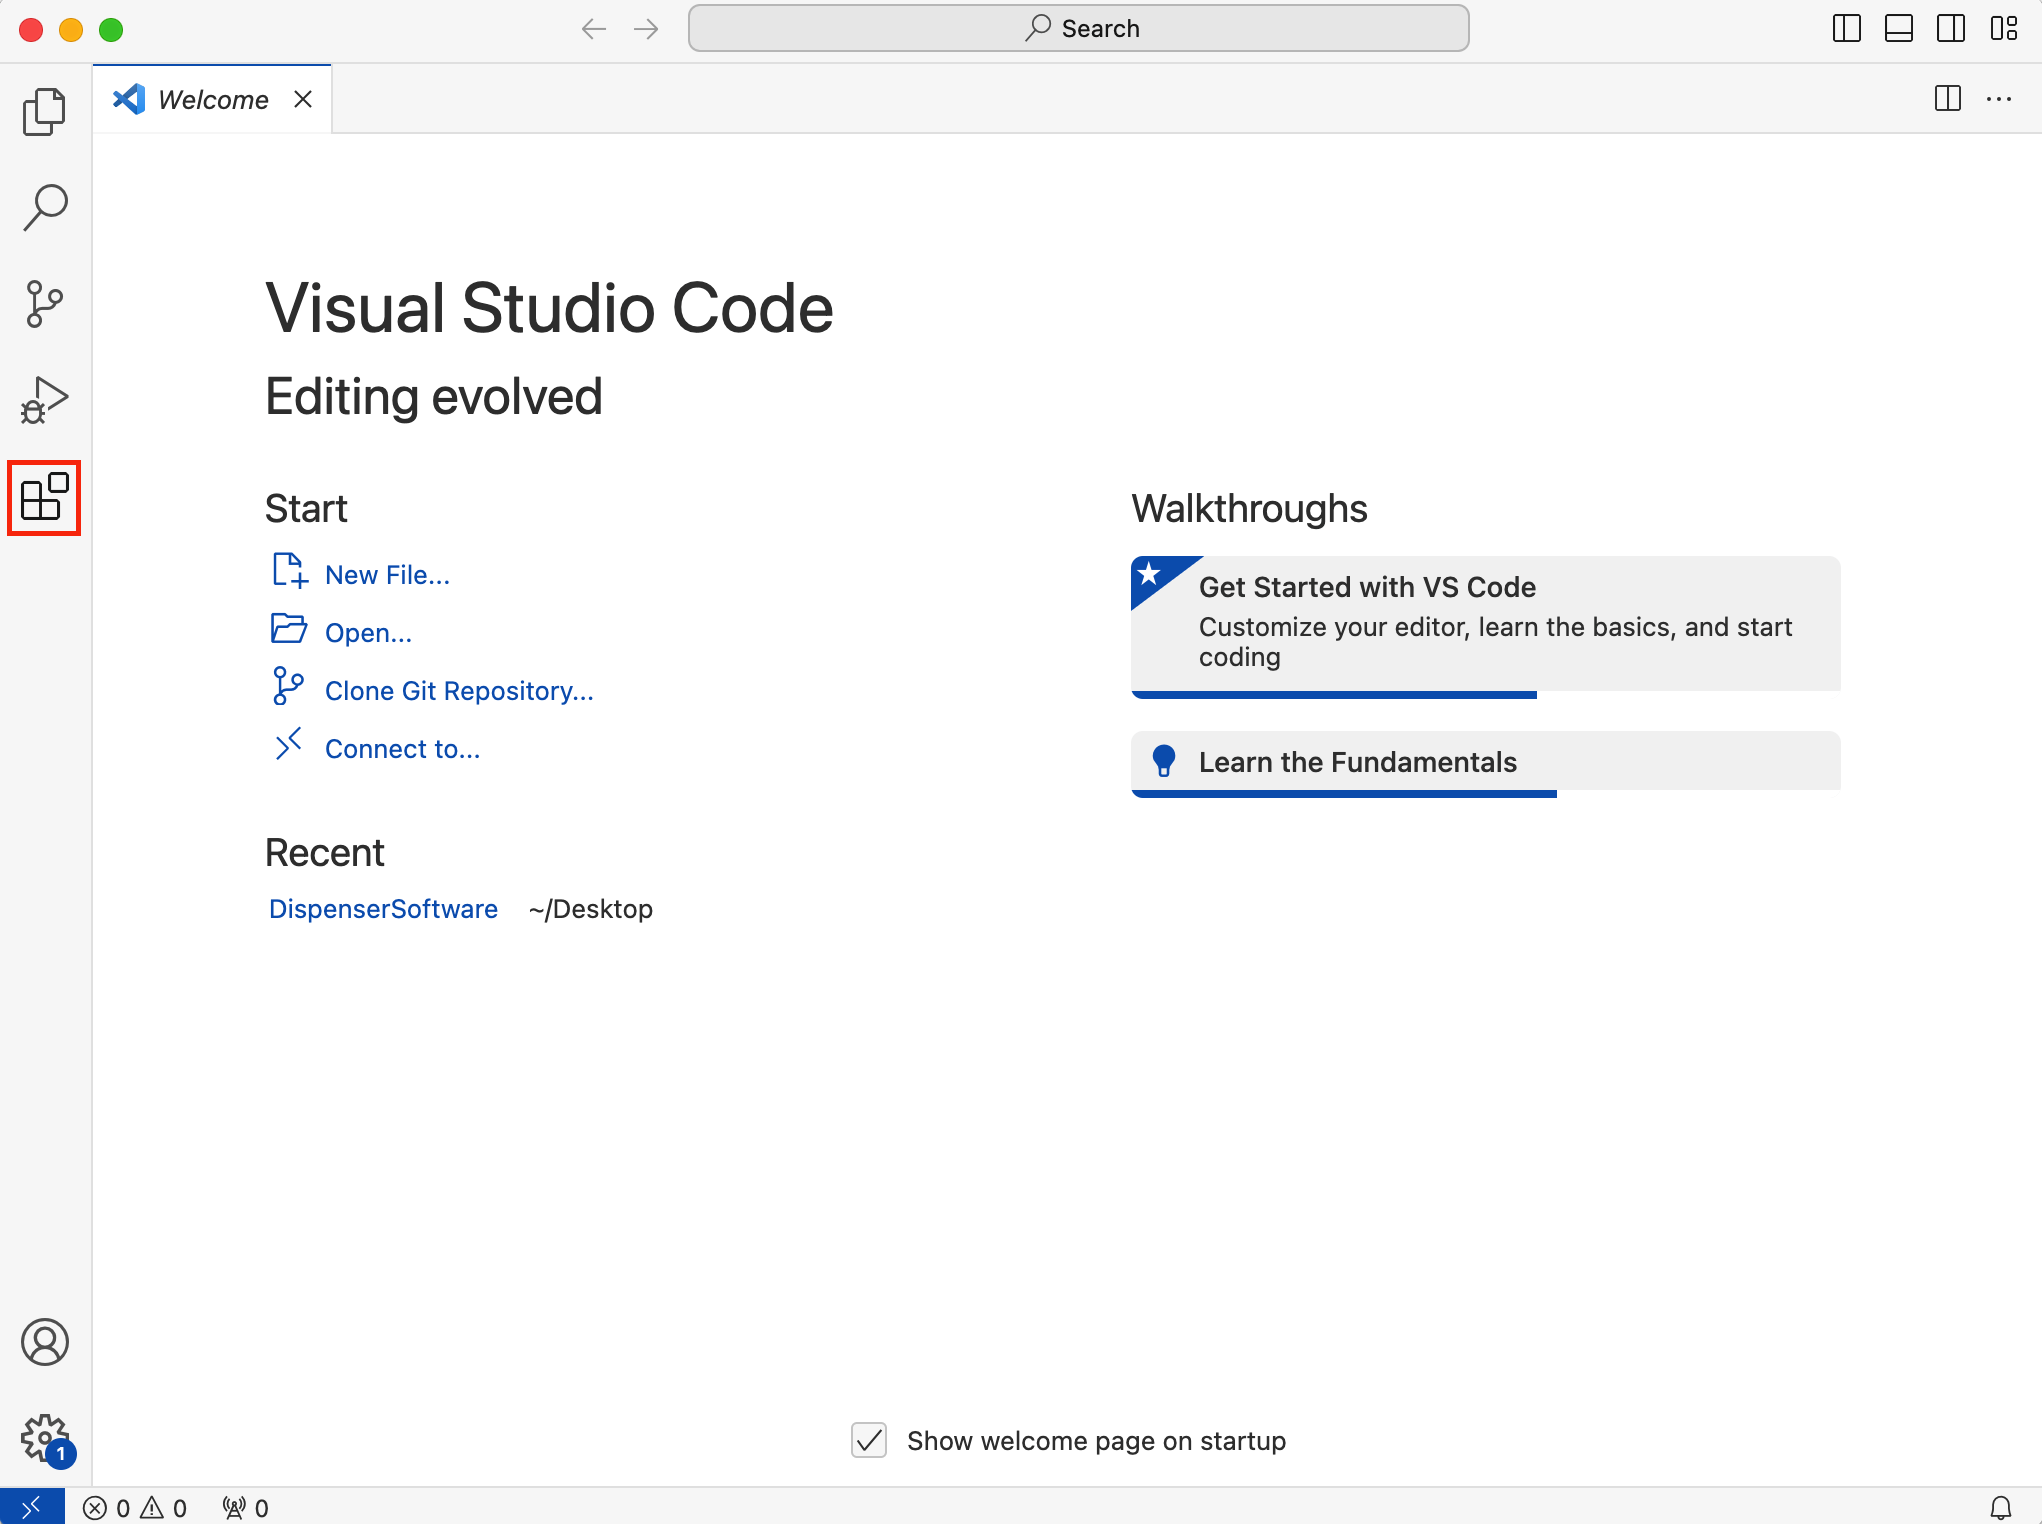 Search
Welcome
Visual Studio Code
Editing evolved
Start
New File...
Open...
Clone Git Repository...
Connect to...
Recent
DispenserSoftware ~/Desktop
Walkthroughs
Get Started with VS Code
Customize your editor, learn the basics, and start
coding
Learn the Fundamentals
Show welcome page on startup
1
0 0 0